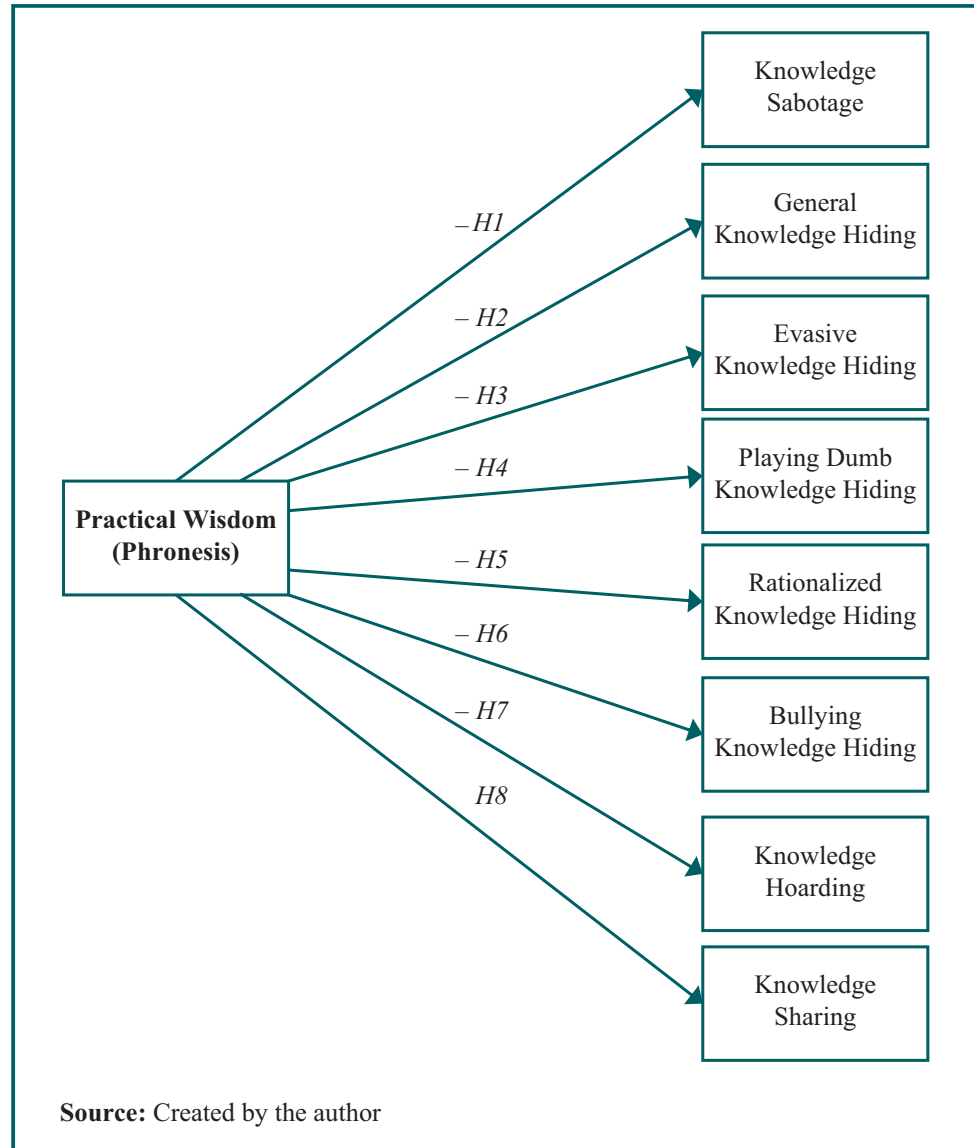 Knowledge
Sabotage
General
Knowledge Hiding
– H1
– H2
Evasive
Knowledge Hiding
– H3
Playing Dumb
Knowledge Hiding
– H4
Practical Wisdom
(Phronesis)
– H5
Rationalized
Knowledge Hiding
– H6
Bullying
Knowledge Hiding
– H7
H8
Knowledge
Hoarding
Knowledge
Sharing
Source: Created by the author